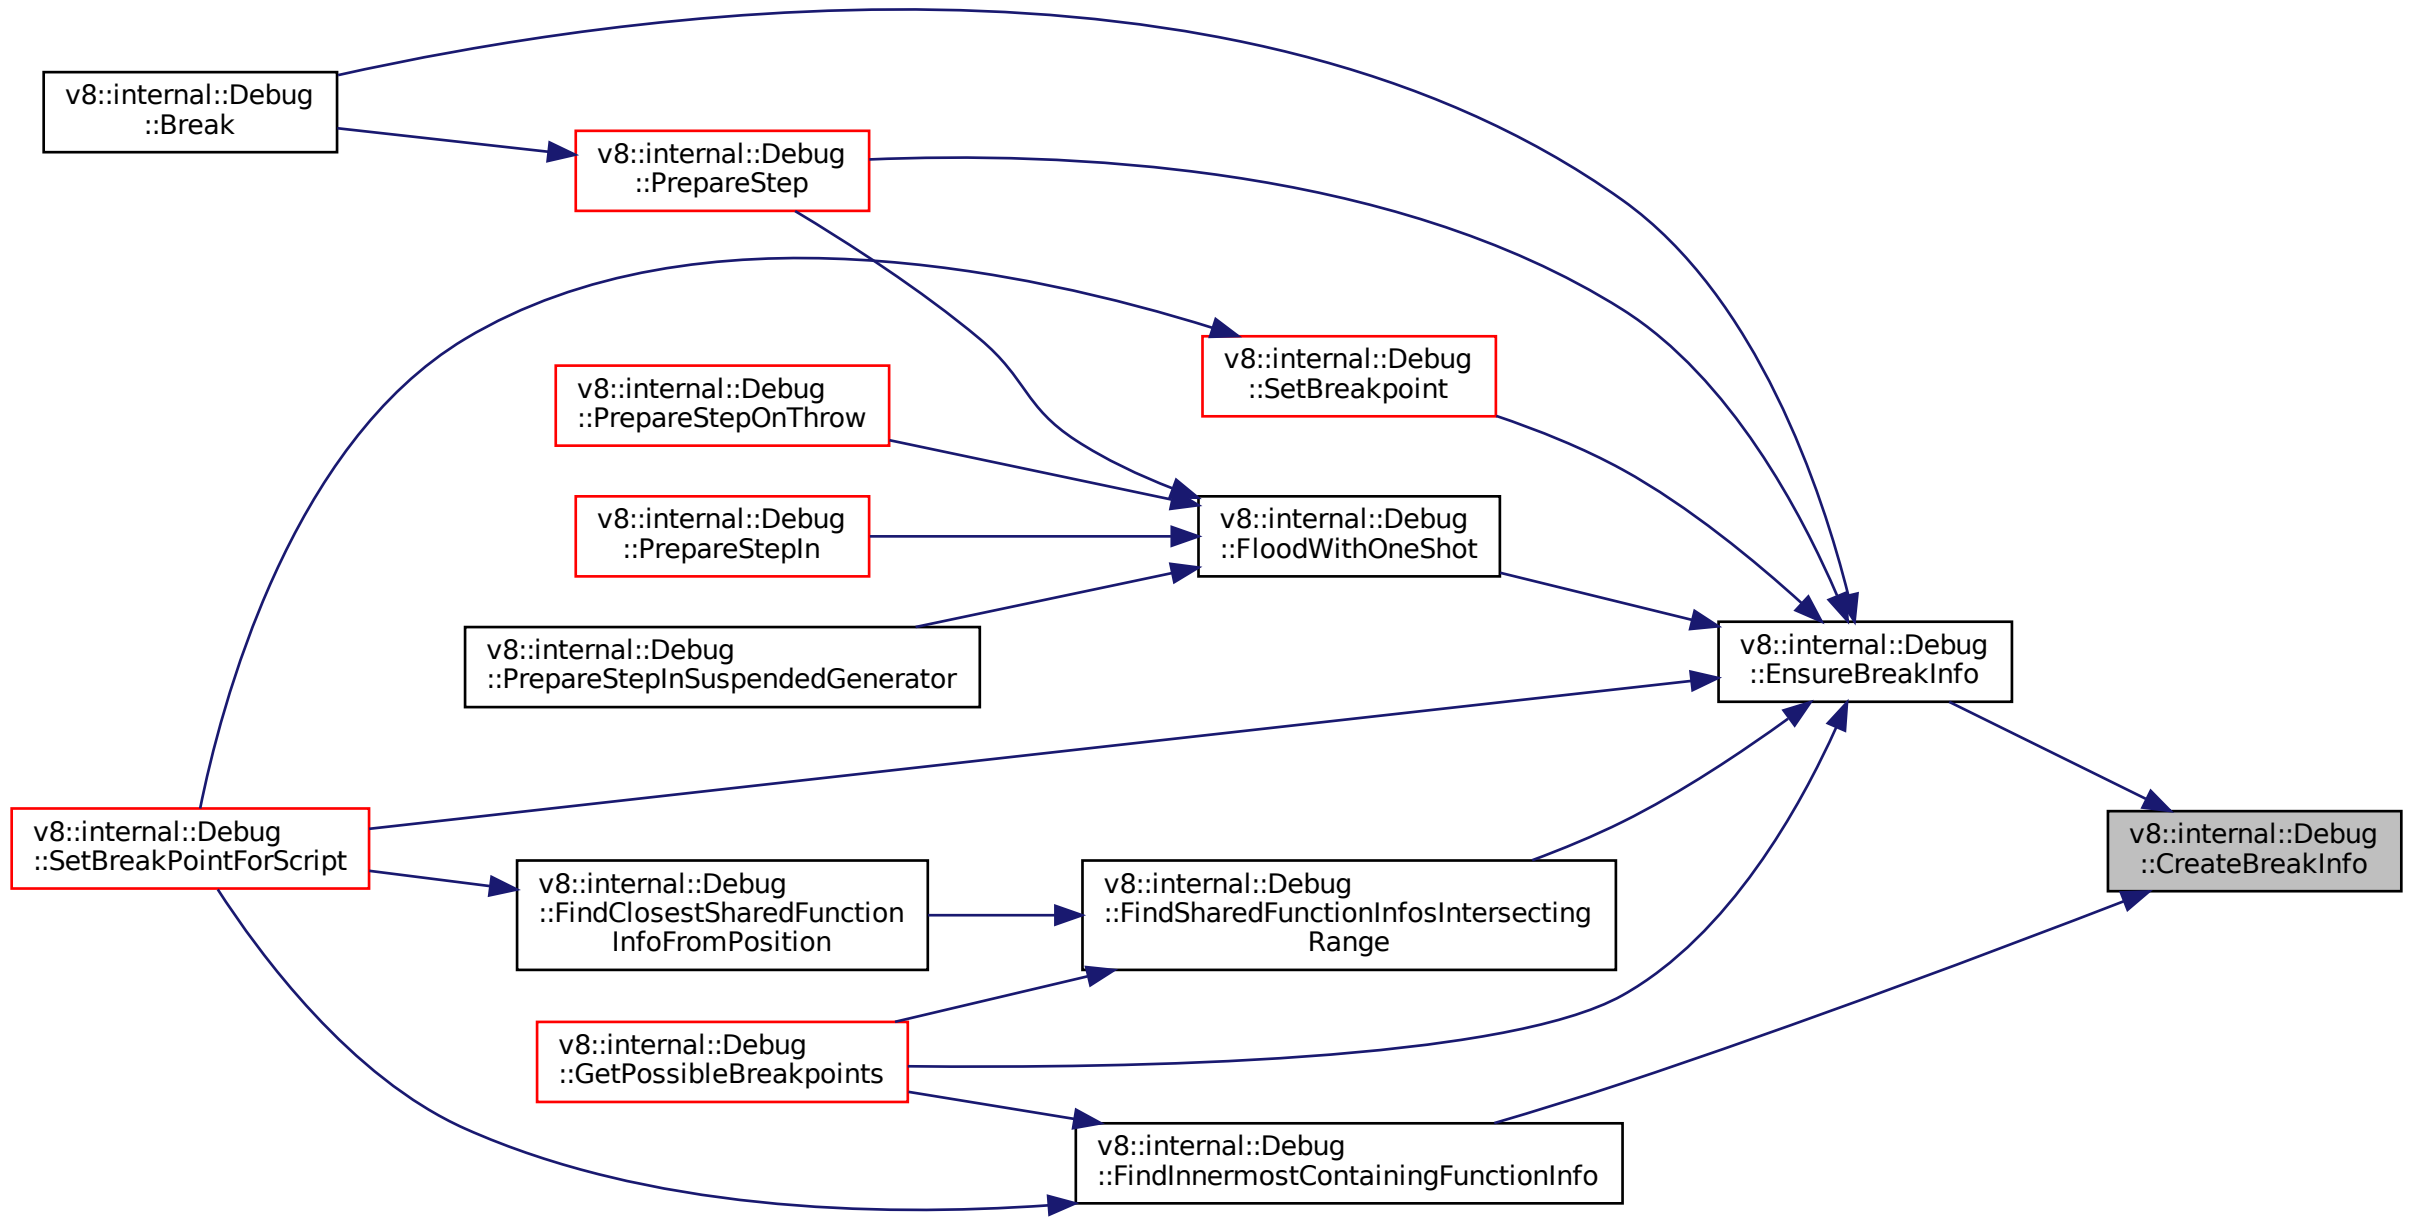 v8::internal::Debug
::Break
v8::internal::Debug
::PrepareStep
v8::internal::Debug
::SetBreakpoint
v8::internal::Debug
::PrepareStepOnThrow
v8::internal::Debug
::PrepareStepIn
v8::internal::Debug
::FloodWithOneShot
v8::internal::Debug
::PrepareStepInSuspendedGenerator
v8::internal::Debug
::EnsureBreakInfo
v8::internal::Debug
::SetBreakPointForScript
v8::internal::Debug
::FindClosestSharedFunction
InfoFromPosition
v8::internal::Debug
::FindSharedFunctionInfosIntersecting
Range
v8::internal::Debug
::CreateBreakInfo
v8::internal::Debug
::GetPossibleBreakpoints
v8::internal::Debug
::FindInnermostContainingFunctionInfo